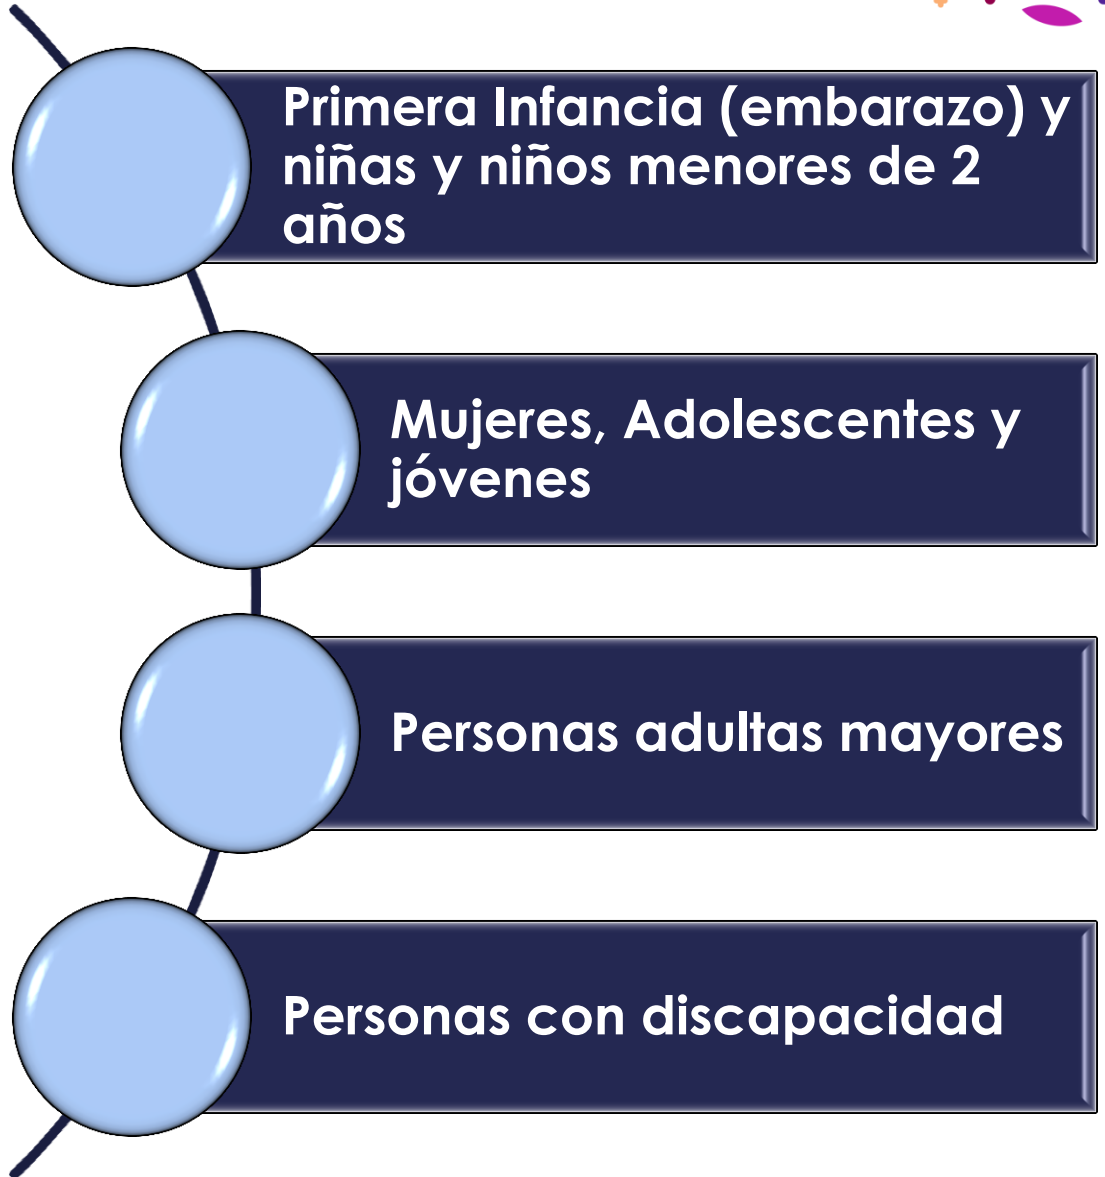 Primera Infancia (embarazo) y
niñas y niños menores de 2
años
Mujeres, Adolescentes y
jóvenes
Personas adultas mayores
Personas con discapacidad